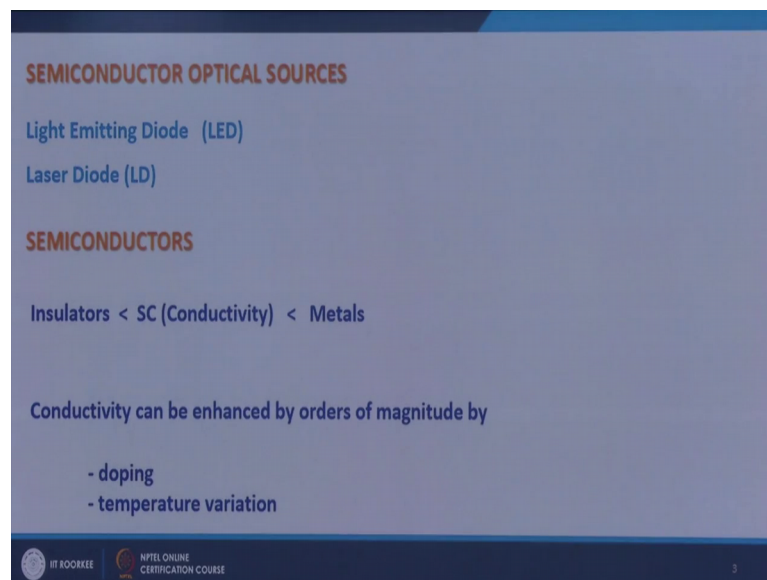 SEMICONDUCTOR OPTICAL SOURCES
Light Emitting Diode (LED)
Laser Diode (LD)
SEMICONDUCTORS
Insulators < SC (Conductivity) < Metals
Conductivity can be enhanced by orders of magnitude by
- doping
- temperature variation
IIT ROORKEE
NPTEL ONLINE
CERTIFICATION COURSE
3